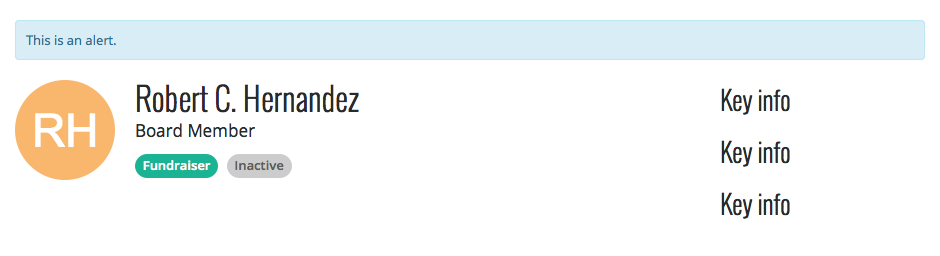 This is an alert.
RH
Robert C. Hernandez
Board Member
Fundraiser Inactive
Key info
Key info
Key info